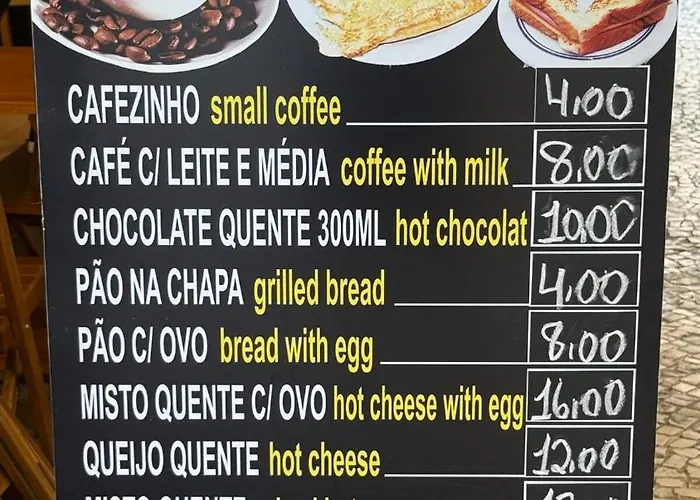 CAFEZINHO small coffee 4.00
CAFÉ C/ LEITE E MÉDIA coffee with milk 8.00
CHOCOLATE QUENTE 300ML hot chocolat 10.00
PÃO NA CHAPA grilled bread 4.00
PÃO C/ OVO bread with egg 8.00
MISTO QUENTE C/ OVO hot cheese with egg 16.00
QUEIJO QUENTE hot cheese 12.00
MISTO QUENTE